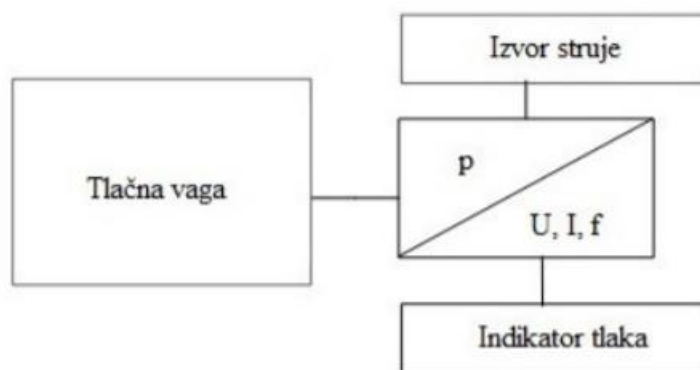 Izvor struje
Tlačna vaga
p
U, I, f
Indikator tlaka